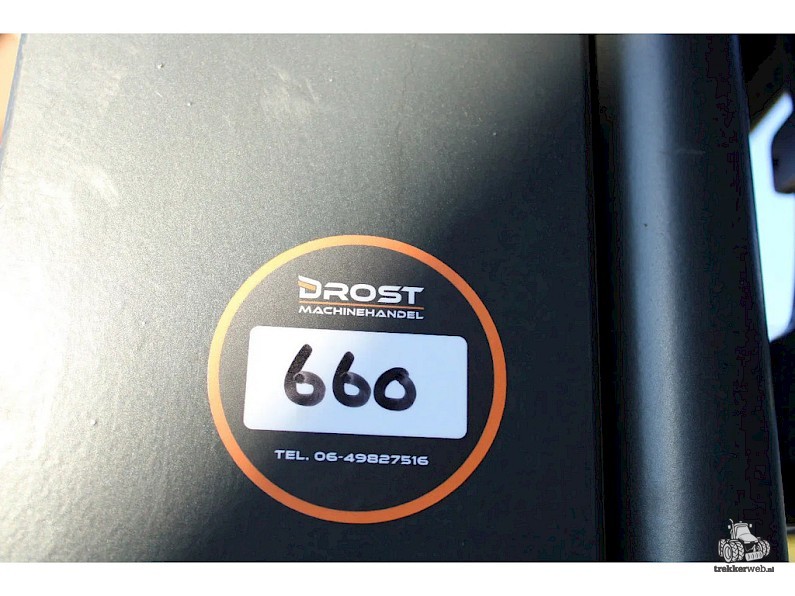 DROST
MACHINEHANDEL
660
TEL. 06-49827516
trekkerweb.nl